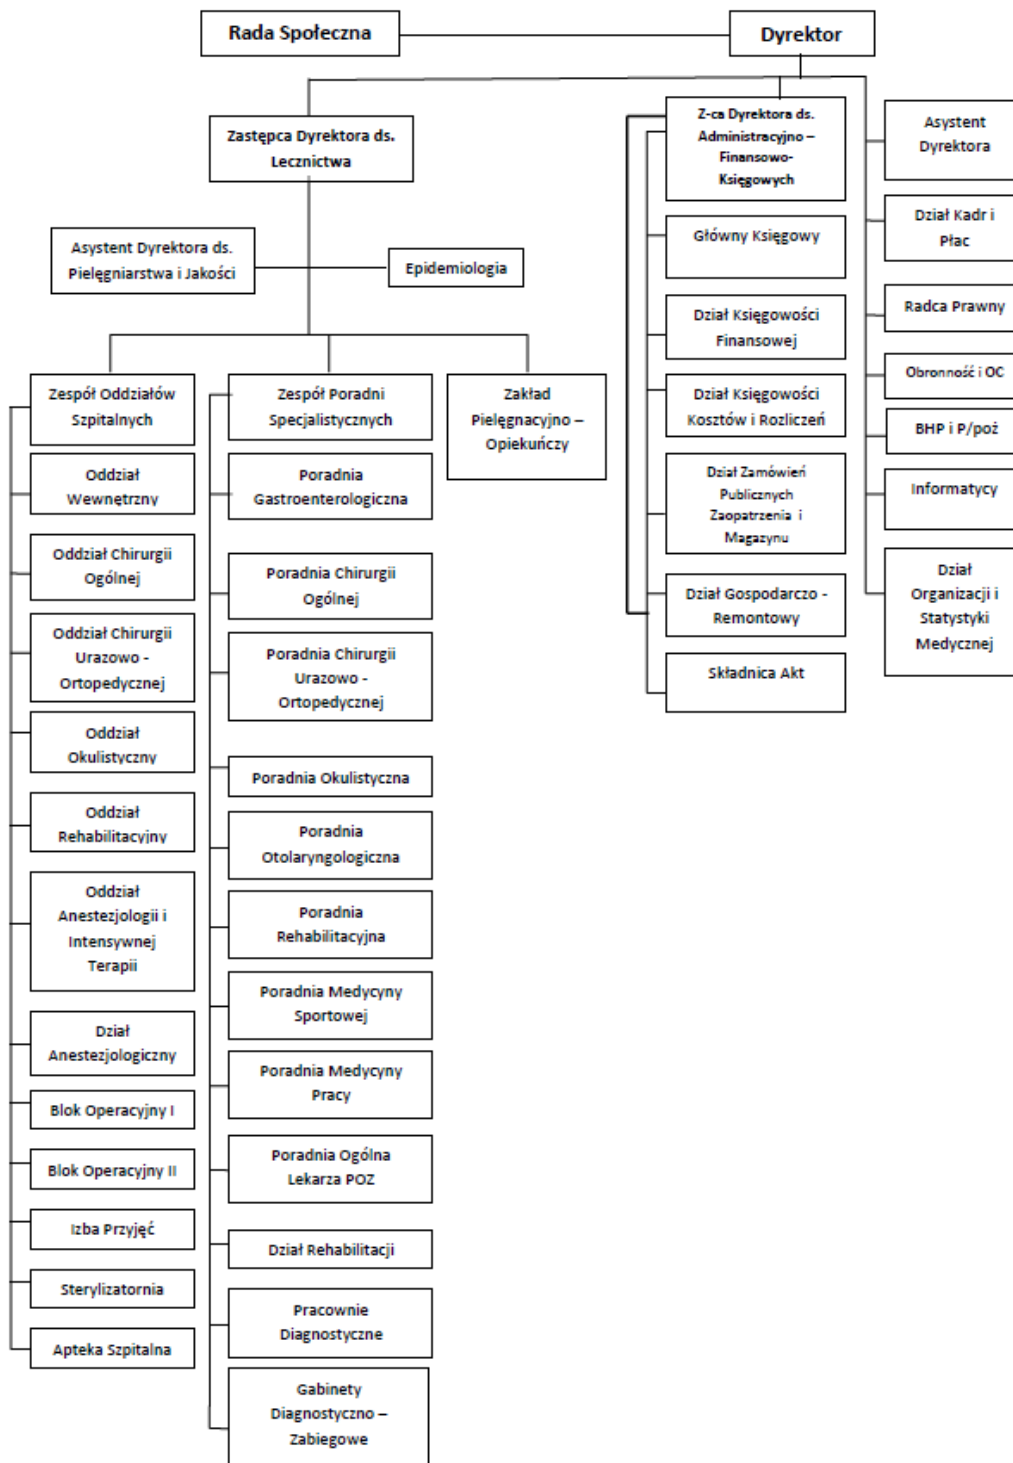 Rada Społeczna
Dyrektor
Zastępca Dyrektora ds.
Lecznictwa
Asystent Dyrektora ds.
Pielęgniarstwa i Jakości
Epidemiologia
Zespół Oddziałów
Szpitalnych
Oddział
Wewnętrzny
Oddział Chirurgii
Ogólnej
Oddział Chirurgii
Urazowo -
Ortopedycznej
Oddział
Okulistyczny
Oddział
Rehabilitacyjny
Oddział
Anestezjologii i
Intensywnej
Terapii
Dział
Anestezjologiczny
Blok Operacyjny I
Blok Operacyjny II
Izba Przyjęć
Sterylizatornia
Apteka Szpitalna
Zespół Poradni
Specjalistycznych
Poradnia
Gastroenterologiczna
Poradnia Chirurgii
Ogólnej
Poradnia Chirurgii
Urazowo -
Ortopedycznej
Poradnia Okulistyczna
Poradnia
Otolaryngologiczna
Poradnia
Rehabilitacyjna
Poradnia Medycyny
Sportowej
Poradnia Medycyny
Pracy
Poradnia Ogólna
Lekarza POZ
Dział Rehabilitacji
Pracownie
Diagnostyczne
Gabinety
Diagnostyczno –
Zabiegowe
Zakład
Pielęgnacyjno –
Opiekuńczy
Z-ca Dyrektora ds.
Administracyjno –
Finansowo-
Księgowych
Główny Księgowy
Dział Księgowości
Finansowej
Dział Księgowości
Kosztów i Rozliczeń
Dział Zamówień
Publicznych
Zaopatrzenia i
Magazynu
Dział Gospodarczo -
Remontowy
Składnica Akt
Asystent
Dyrektora
Dział Kadr i
Płac
Radca Prawny
Obronność i OC
BHP i P/poż
Informatycy
Dział
Organizacji i
Statystyki
Medycznej